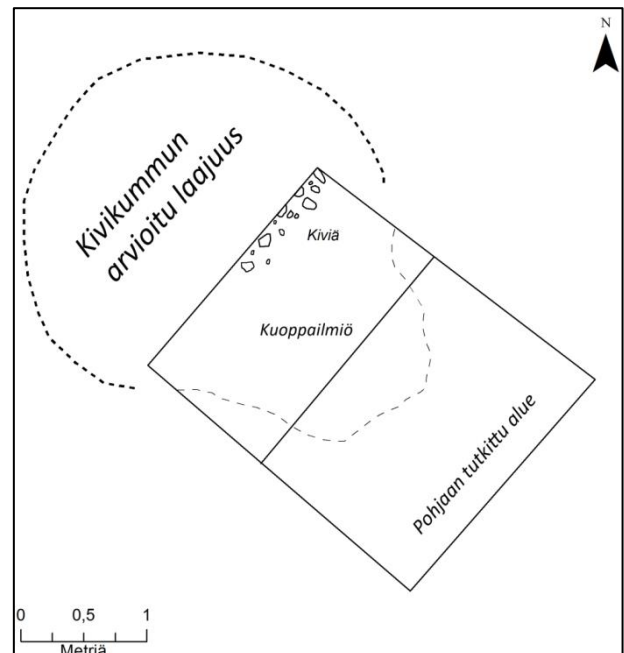 N
Kivikummun
arvioitu laajuus
Kiviä
Kuoppailmiö
Pohjaan tutkittu alue
0 0,5 1
Metriä